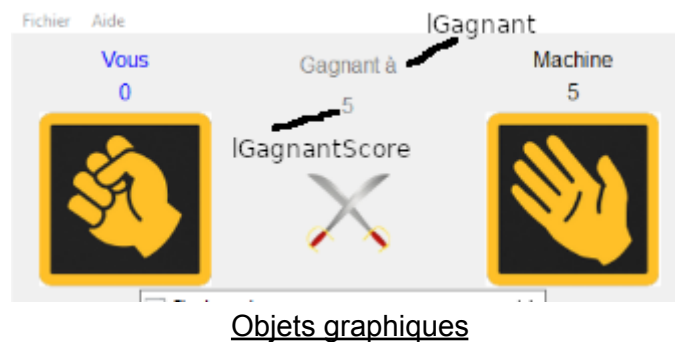 Fichier Aide
lGagnant
Vous
Gagnant à
Machine
0
5
5
lGagnantScore
Objets graphiques